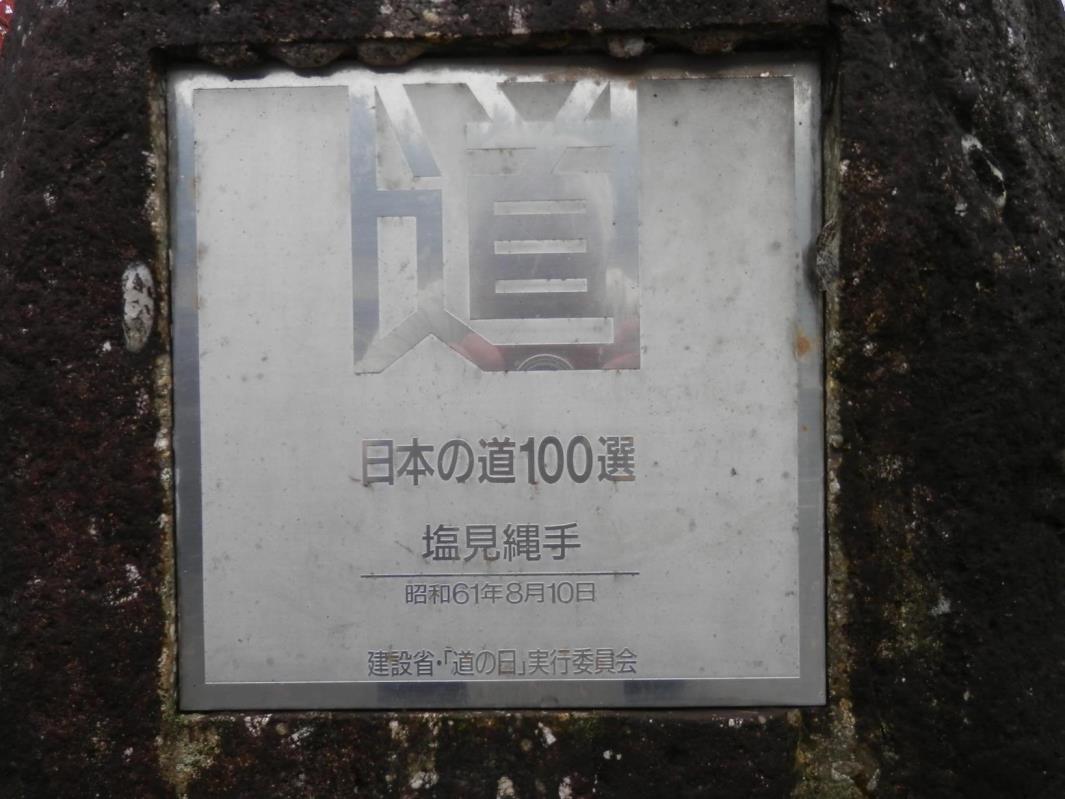 道
日本の道100選
塩見縄手
昭和61年8月10日
建設省・「道の日」実行委員会